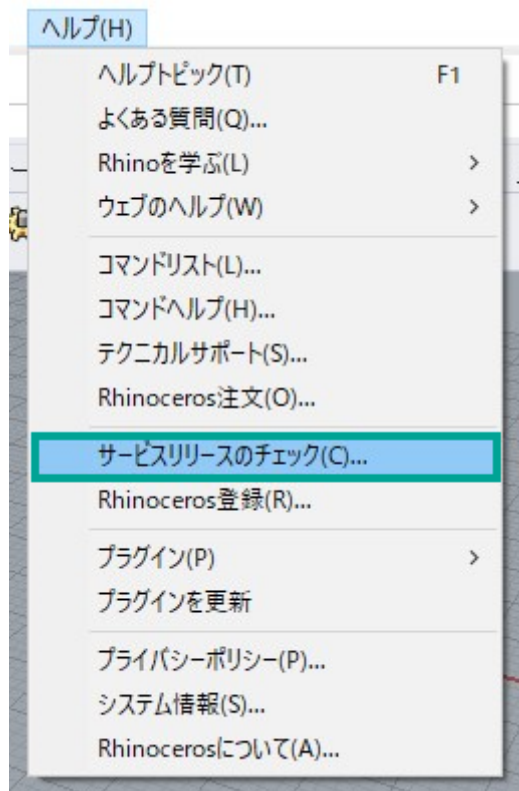 ヘルプ(H)
ヘルプトピック(T) F1
よくある質問(Q)...
Rhinoを学ぶ(L) >
ウェブのヘルプ(W) >
コマンドリスト(L)...
コマンドヘルプ(H)...
テクニカルサポート(S)...
Rhinoceros注文(O)...
サービスリリースのチェック(C)...
Rhinoceros登録(R)...
プラグイン(P) >
プラグインを更新
プライバシーポリシー(P)...
システム情報(S)...
Rhinocerosについて(A)...